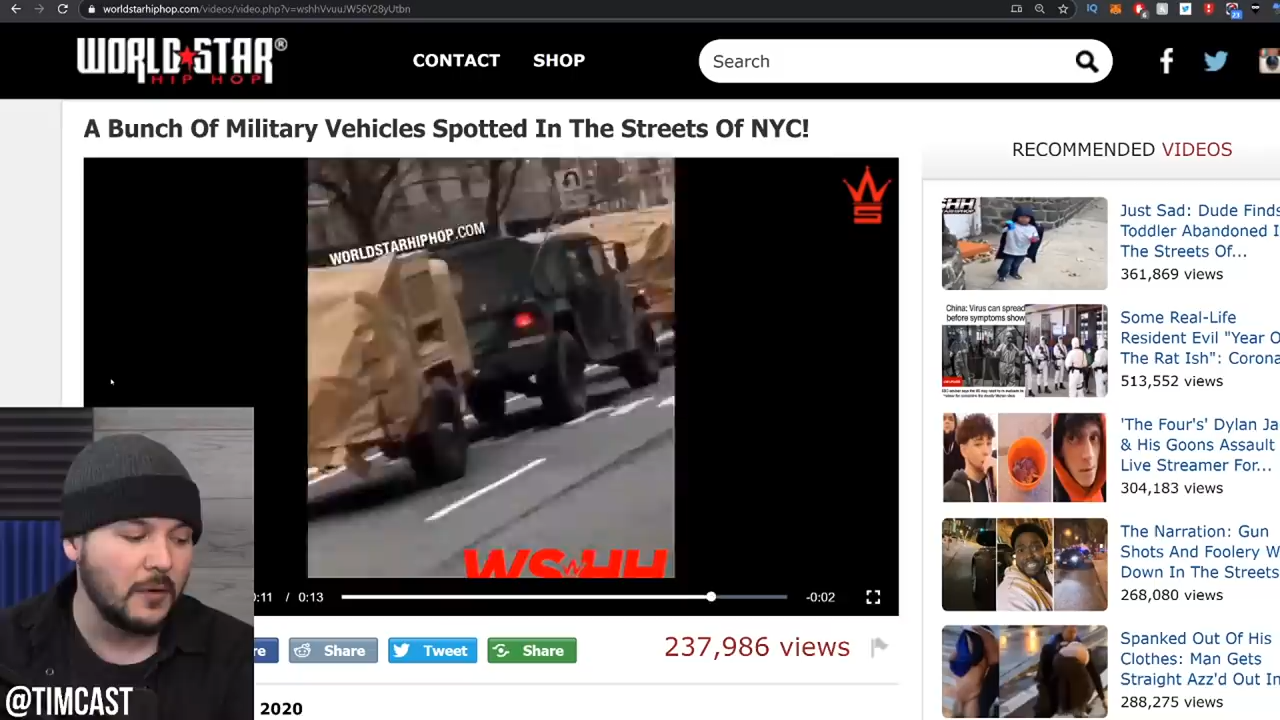 worldstarhiphop.com/videos/video.php?v=wshhVvuuJWS6Y28yUtbn
WORLDSTAR®
HIP HOP
CONTACT
SHOP
Search
A Bunch Of Military Vehicles Spotted In The Streets Of NYC!
WORLDSTARHIPHOP.COM
WSHH
0:11 / 0:13
-0:02
re
Share
Tweet
Share
237,986 views
2020
@TIMCAST
RECOMMENDED VIDEOS
Just Sad: Dude Finds
Toddler Abandoned I
The Streets Of...
361,869 views
China: Virus can spread
before symptoms show
Some Real-Life
Resident Evil "Year O
The Rat Ish": Corona
513,552 views
'The Four's' Dylan Ja
& His Goons Assault
Live Streamer For...
304,183 views
The Narration: Gun
Shots And Foolery W
Down In The Streets
268,080 views
Spanked Out Of His
Clothes: Man Gets
Straight Azz'd Out In
288,275 views